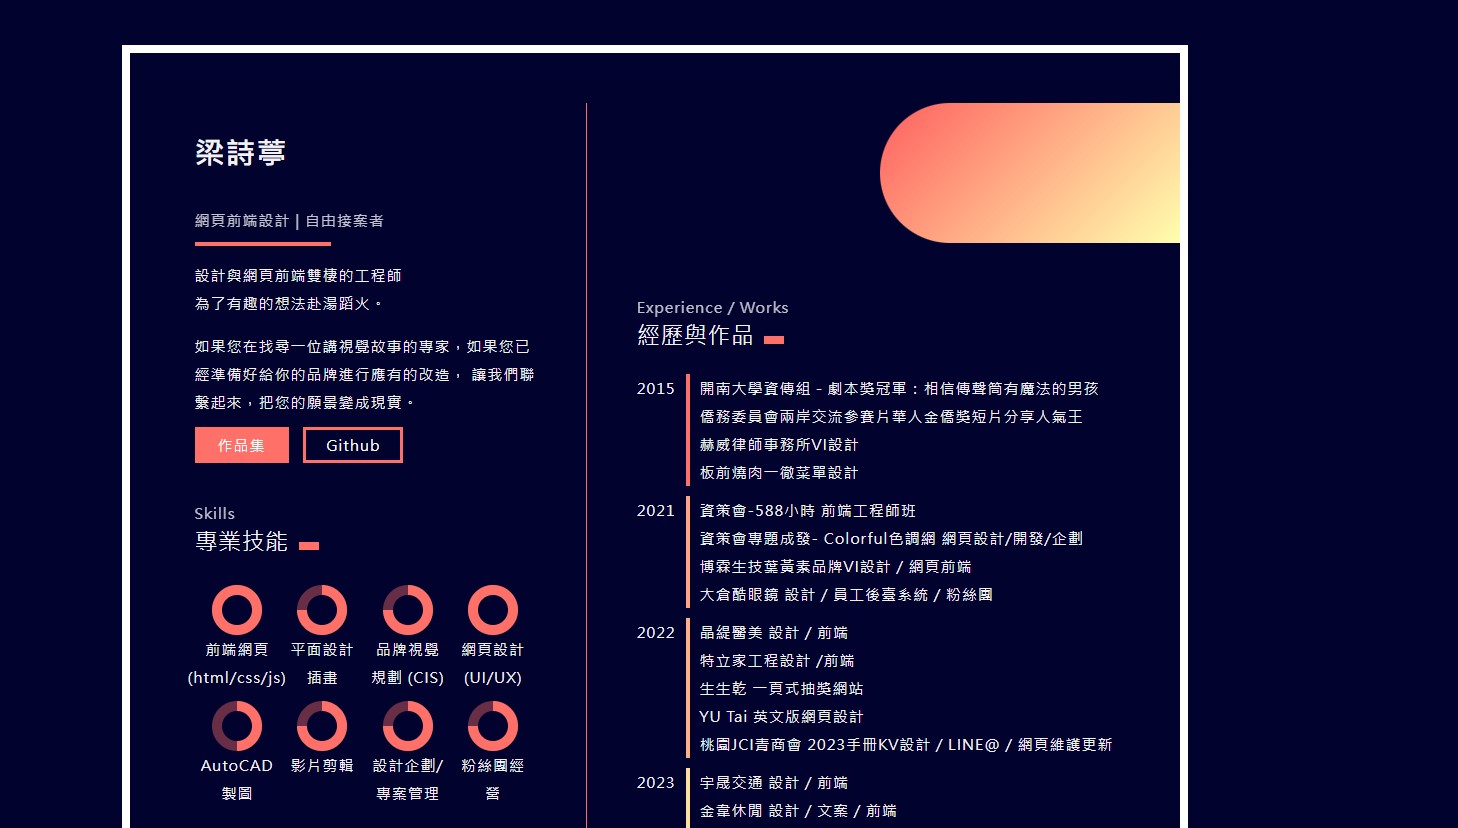 梁詩葶
網頁前端設計 | 自由接案者
設計與網頁前端雙棲的工程師
為了有趣的想法赴湯蹈火。
如果您在找尋一位講視覺故事的專家，如果您已
經準備好給你的品牌進行應有的改造， 讓我們聯
繫起來，把您的願景變成現實。
作品集 Github
Skills
專業技能
前端網頁 平面設計 品牌視覺 網頁設計
(html/css/js) 插畫 規劃 (CIS) (UI/UX)
AutoCAD 影片剪輯 設計企劃/ 粉絲團經
製圖 專案管理 營
Experience / Works
經歷與作品
2015 開南大學資傳組 - 劇本獎冠軍：相信傳聲筒有魔法的男孩
僑務委員會兩岸交流參賽片華人金僑獎短片分享人氣王
赫威律師事務所VI設計
板前燒肉一徹菜單設計
2021 資策會-588小時 前端工程師班
資策會專題成發- Colorful色調網 網頁設計/開發/企劃
博霖生技葉黃素品牌VI設計 / 網頁前端
大倉酷眼鏡 設計 / 員工後臺系統 / 粉絲團
2022 晶緹醫美 設計 / 前端
特立家工程設計 /前端
生生乾 一頁式抽獎網站
YU Tai 英文版網頁設計
桃園JCI青商會 2023手冊KV設計 / LINE@ / 網頁維護更新
2023 宇晟交通 設計 / 前端
金韋休閒 設計 / 文案 / 前端